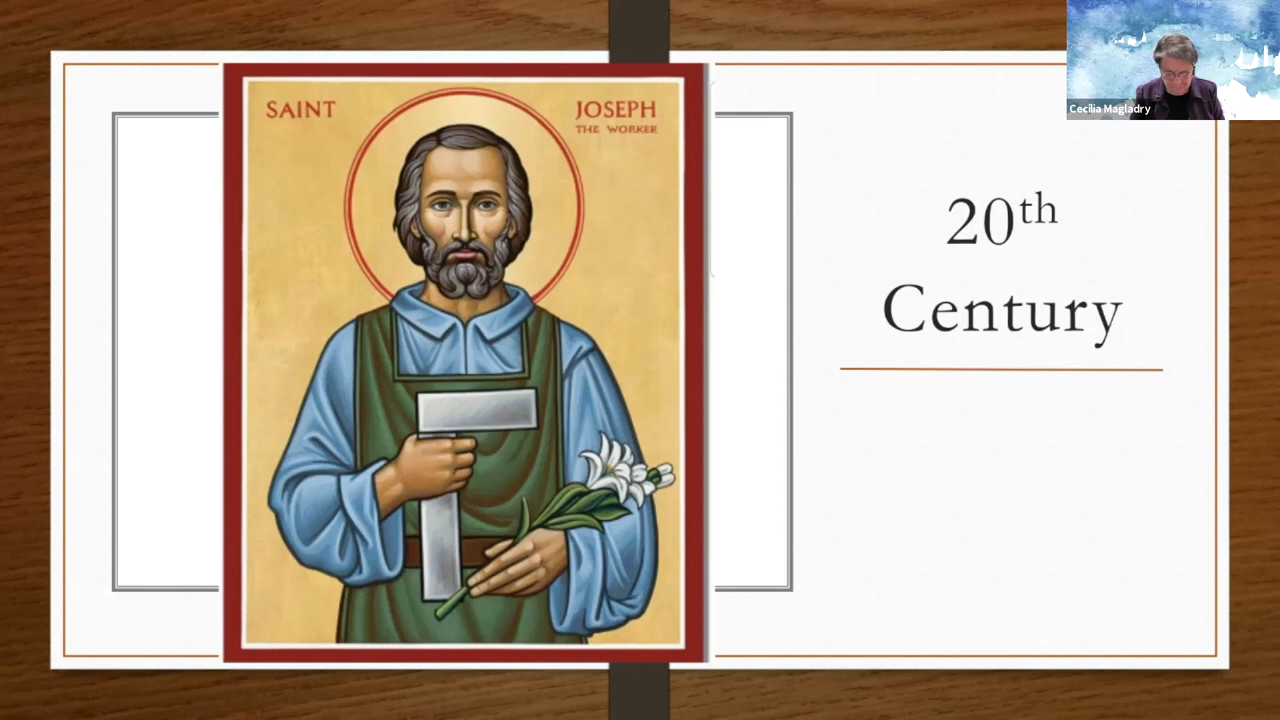 SAINT JOSEPH
THE WORKER
20th
Century
Cecilia Magladry